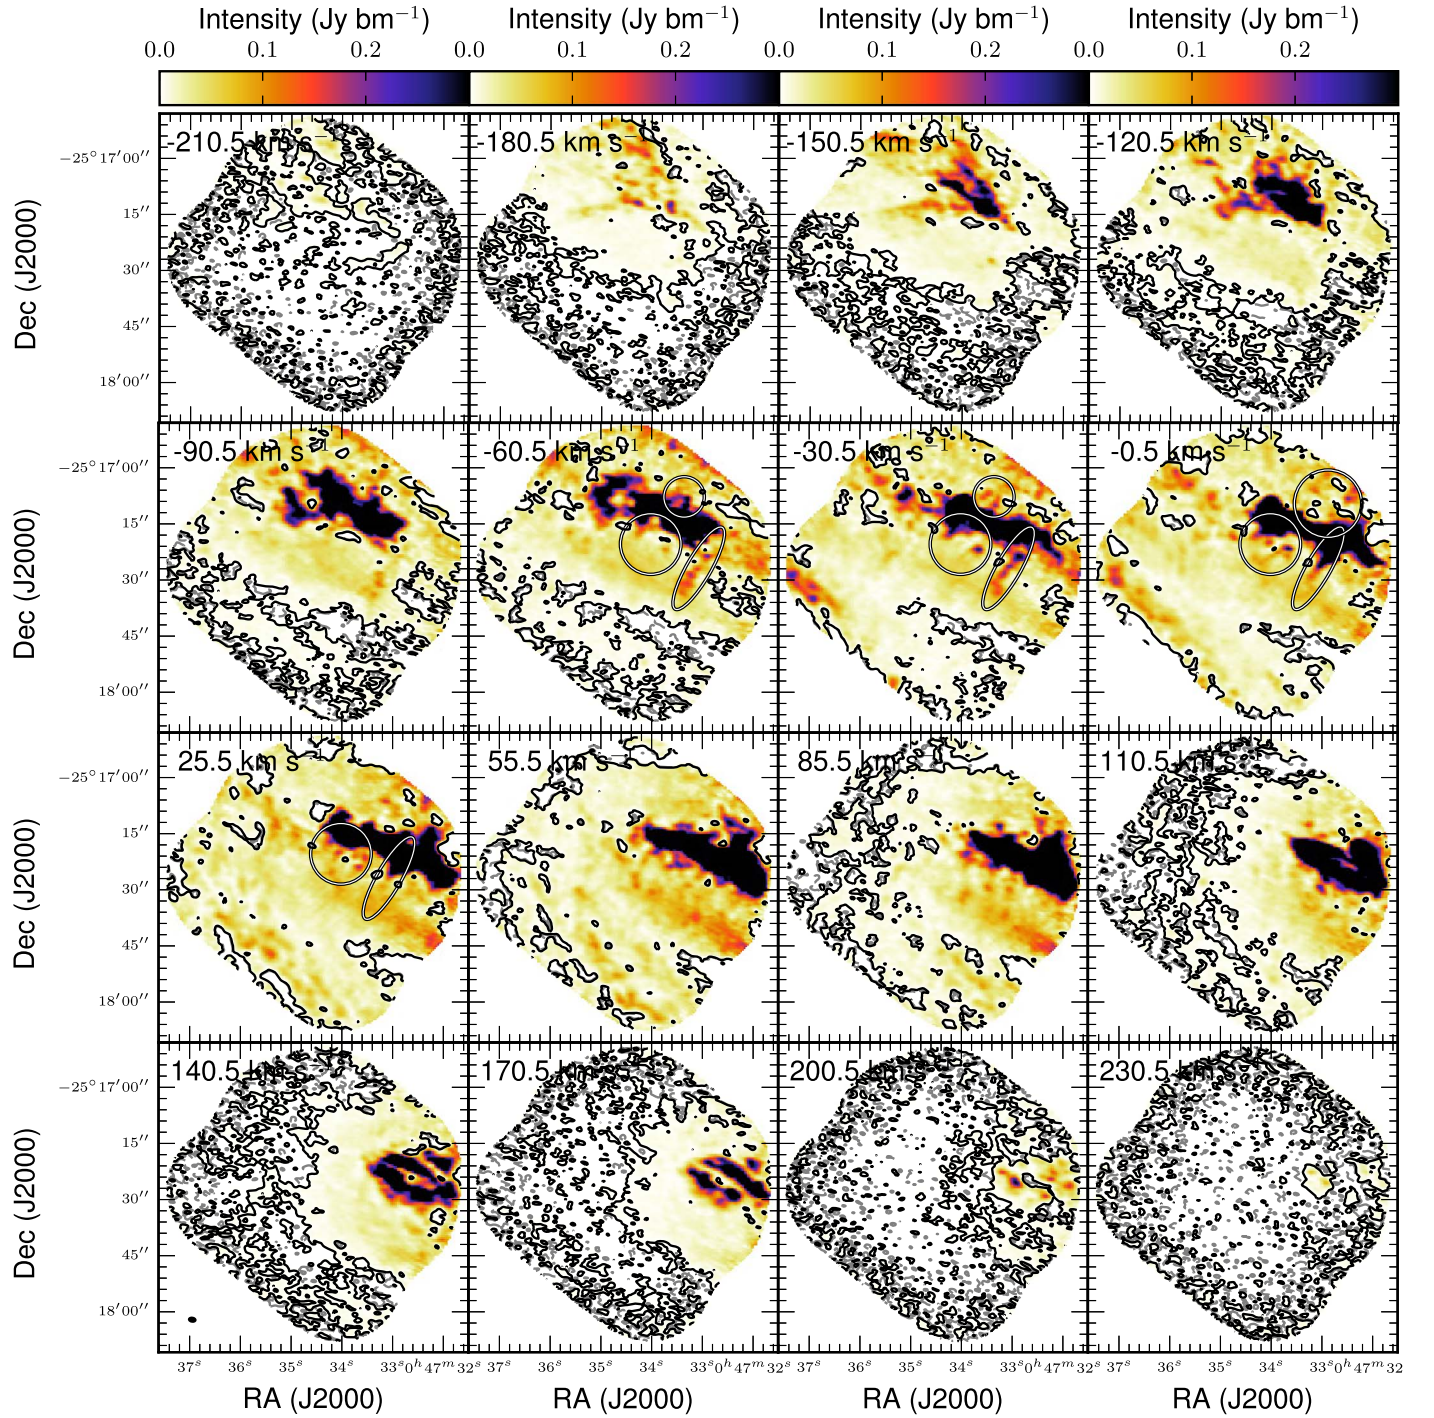 Intensity (Jy bm⁻¹) Intensity (Jy bm⁻¹) Intensity (Jy bm⁻¹) Intensity (Jy bm⁻¹)
0.0 0.1 0.2 0.0 0.1 0.2 0.0 0.1 0.2 0.0 0.1 0.2
-210.5 km s⁻¹ -180.5 km s⁻¹ -150.5 km s⁻¹ -120.5 km s⁻¹
−25°17′00″
15″
Dec (J2000)
30″
45″
18′00″
-90.5 km s⁻¹ -60.5 km s⁻¹ -30.5 km s⁻¹ -0.5 km s⁻¹
−25°17′00″
15″
Dec (J2000)
30″
45″
18′00″
25.5 km s⁻¹ 55.5 km s⁻¹ 85.5 km s⁻¹ 110.5 km s⁻¹
−25°17′00″
15″
Dec (J2000)
30″
45″
18′00″
140.5 km s⁻¹ 170.5 km s⁻¹ 200.5 km s⁻¹ 230.5 km s⁻¹
−25°17′00″
15″
Dec (J2000)
30″
45″
18′00″
37ˢ 36ˢ 35ˢ 34ˢ 33ˢ 0ʰ47ᵐ32ˢ 37ˢ 36ˢ 35ˢ 34ˢ 33ˢ 0ʰ47ᵐ32ˢ 37ˢ 36ˢ 35ˢ 34ˢ 33ˢ 0ʰ47ᵐ32ˢ 37ˢ 36ˢ 35ˢ 34ˢ 33ˢ 0ʰ47ᵐ32ˢ
RA (J2000) RA (J2000) RA (J2000) RA (J2000)